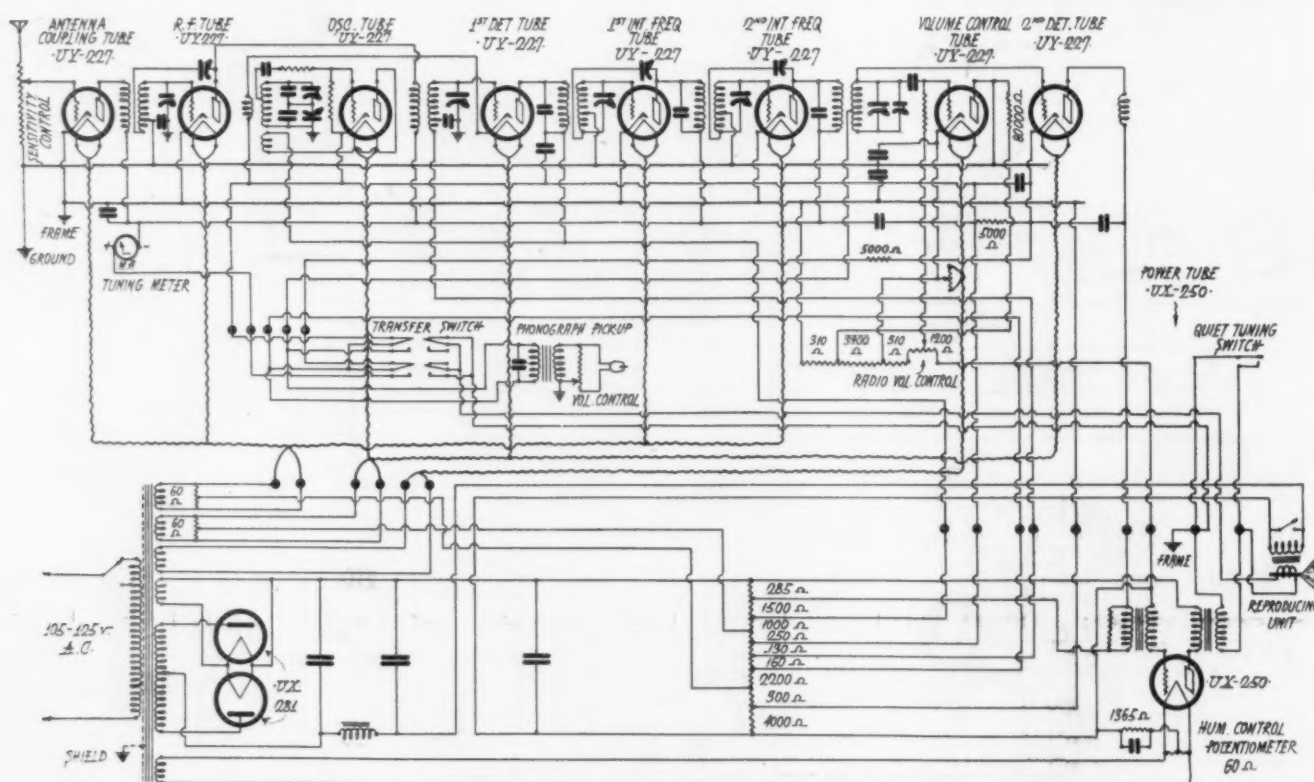 ANTENNA
COUPLING TUBE
·UY-227·
R.F. TUBE
·UY227·
OSC. TUBE
·UY-227·
1ST DET TUBE
·UY-227·
1ST INT. FREQ
TUBE
UY-227
2ND INT. FREQ
TUBE
UY-227
VOLUME CONTROL
TUBE
·UY-227·
2ND DET. TUBE
·UY-227·
SENSITIVITY
CONTROL
80000 Ω
FRAME
GROUND
TUNING METER
5000 Ω
5000
Ω
POWER TUBE
·UX-250·
QUIET TUNING
SWITCH
TRANSFER SWITCH
PHONOGRAPH PICKUP
VOL. CONTROL
310
Ω
3900
Ω
510
Ω
1200
Ω
RADIO VOL. CONTROL
60
Ω
60
Ω
FRAME
REPRODUCING
UNIT
105-125 V.
A.C.
UX
281
285 Ω
1500 Ω
1000 Ω
250 Ω
130 Ω
160 Ω
2200 Ω
300 Ω
4000 Ω
·UX-250·
1365 Ω
HUM. CONTROL
POTENTIOMETER
60 Ω
SHIELD